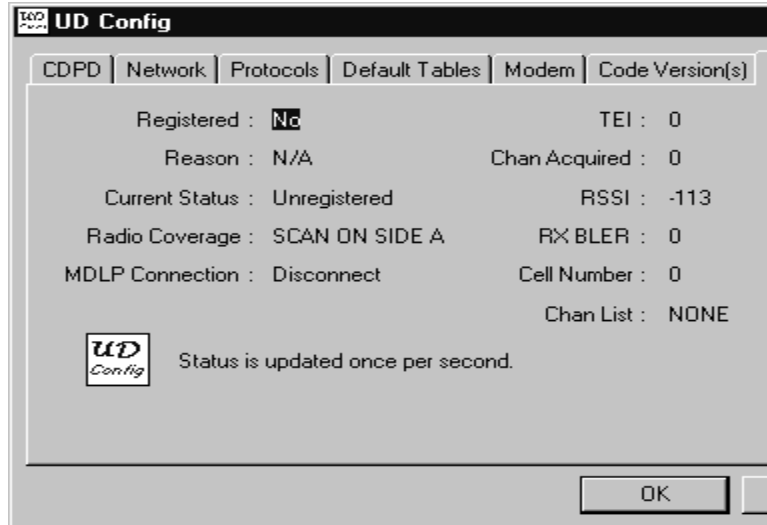 UD Config
CDPD Network Protocols Default Tables Modem Code Version(s)
Registered : No TEI : 0
Reason : N/A Chan Acquired : 0
Current Status : Unregistered RSSI : -113
Radio Coverage : SCAN ON SIDE A RX BLER : 0
MDLP Connection : Disconnect Cell Number : 0
Chan List : NONE
UD
Config
Status is updated once per second.
OK